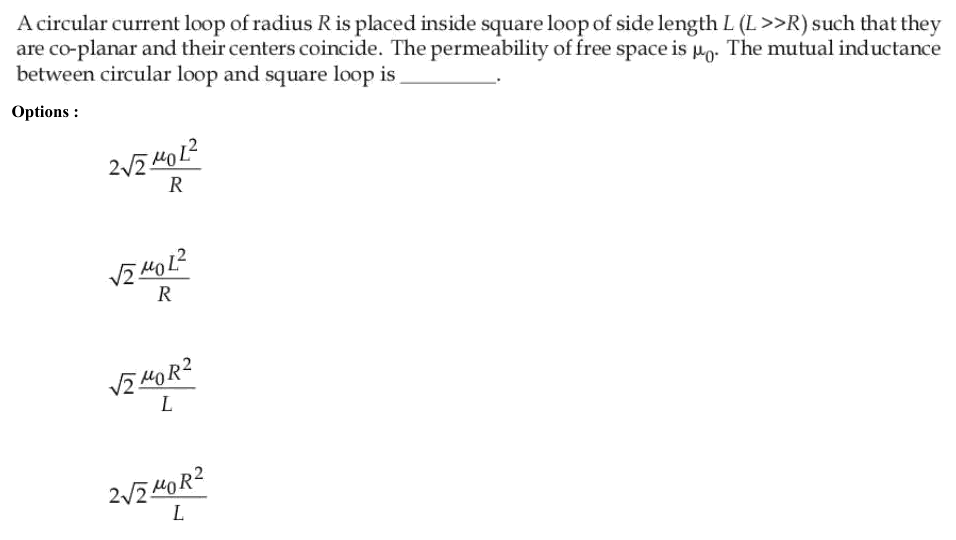 A circular current loop of radius R is placed inside square loop of side length L (L >>R) such that they
are co-planar and their centers coincide. The permeability of free space is μ₀. The mutual inductance
between circular loop and square loop is ________.
Options :
2√2 μ₀L²/R
√2 μ₀L²/R
√2 μ₀R²/L
2√2 μ₀R²/L